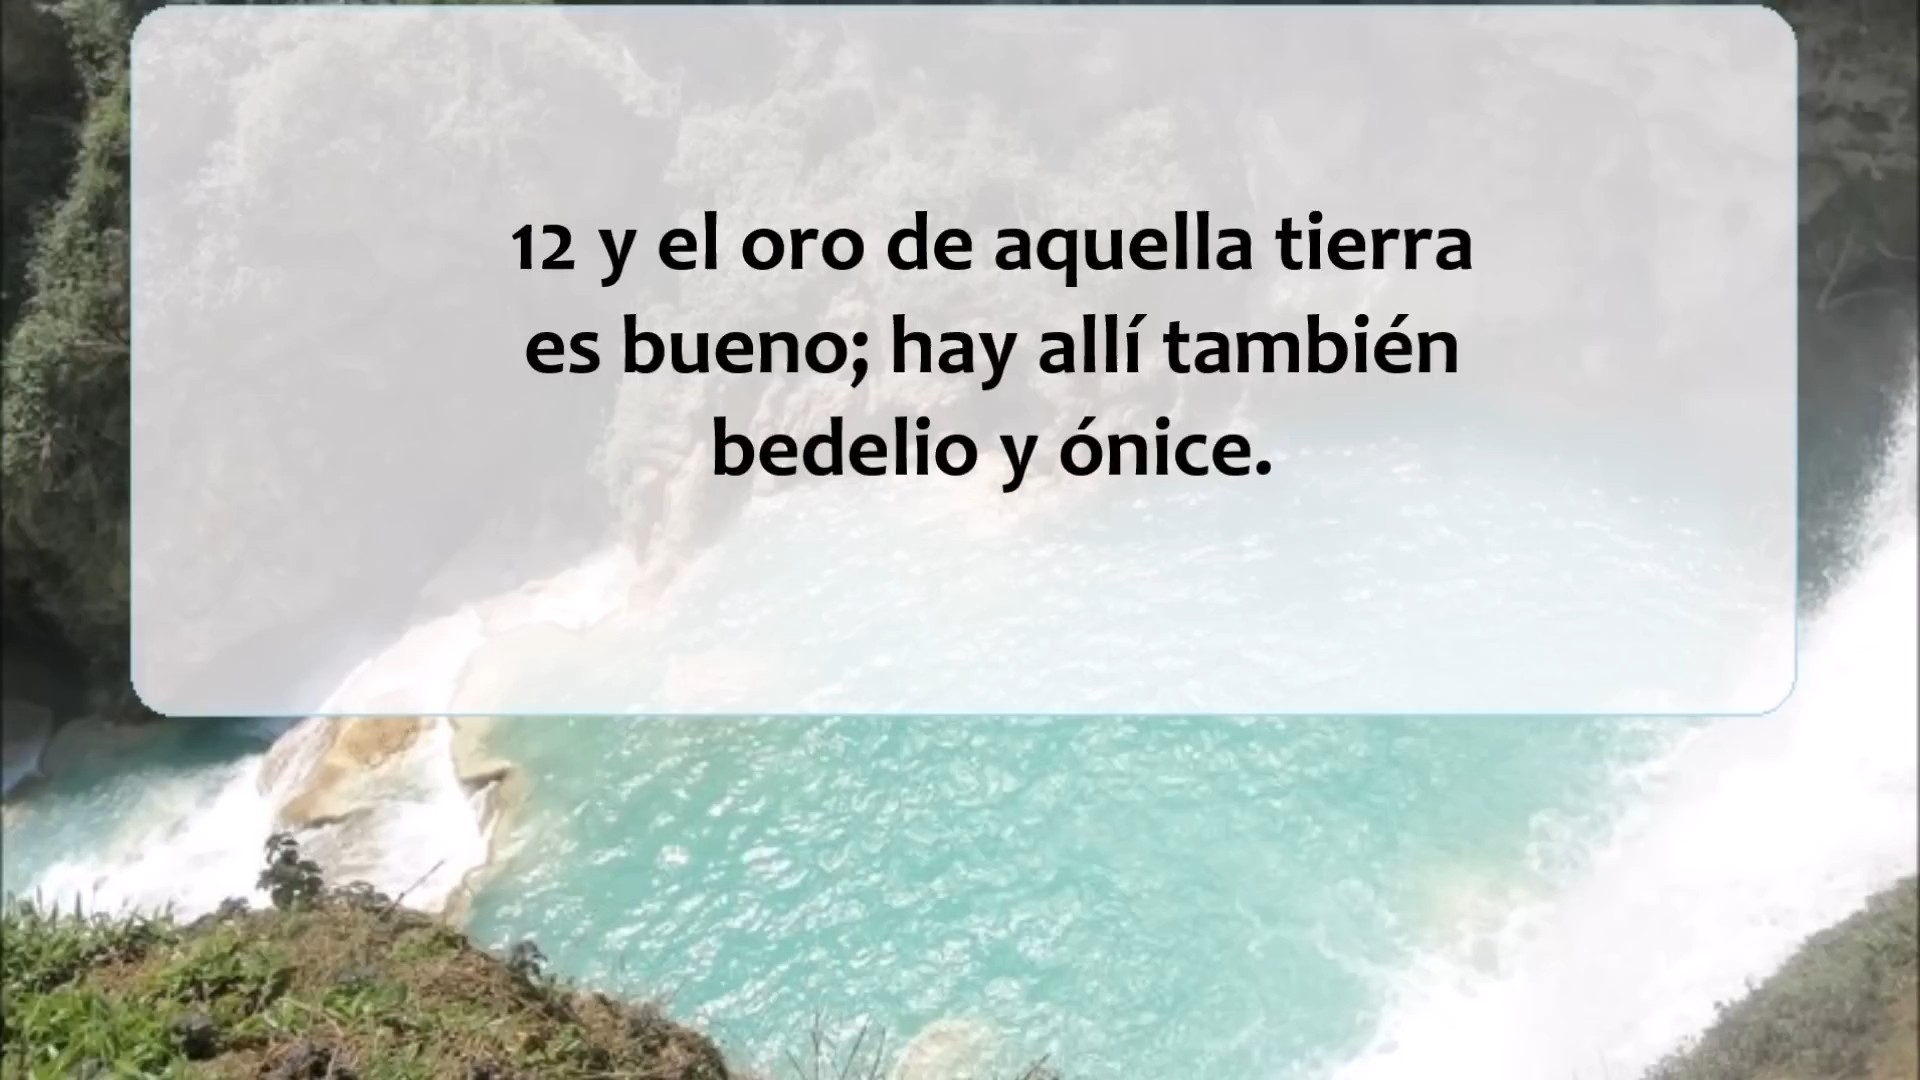 12 y el oro de aquella tierra
es bueno; hay allí también
bedelio y ónice.